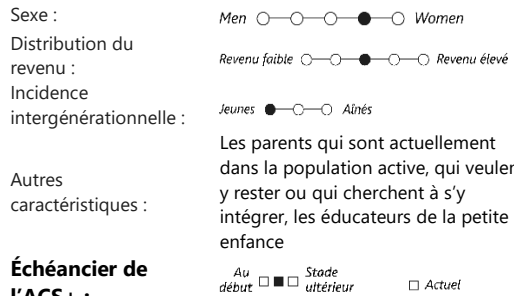 Sexe :
Men Women
Distribution du
revenu :
Revenu faible Revenu élevé
Incidence
intergénérationnelle :
Jeunes Aînés
Autres
caractéristiques :
Les parents qui sont actuellement
dans la population active, qui
y rester ou qui cherchent à s'y
intégrer, les éducateurs de la petite
enfance
Échéancier de
l'ACS+ :
Au
début
Stade
ultérieur
Actuel